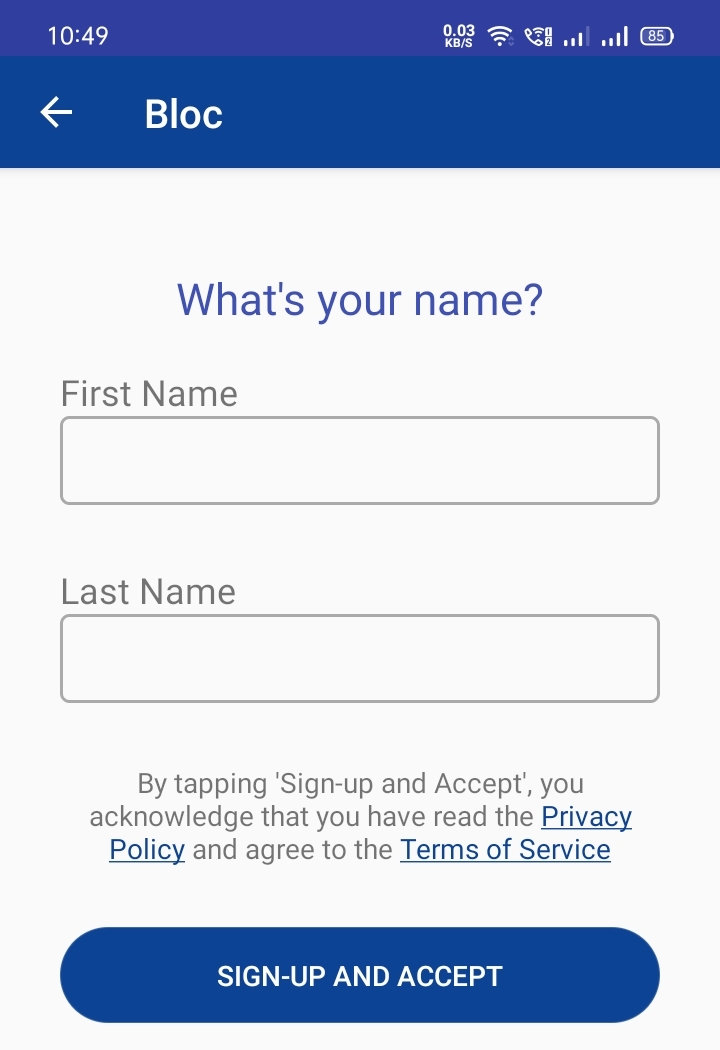 10:49 0.03 KB/S 85
Bloc
What's your name?
First Name
Last Name
By tapping 'Sign-up and Accept', you
acknowledge that you have read the Privacy
Policy and agree to the Terms of Service
SIGN-UP AND ACCEPT